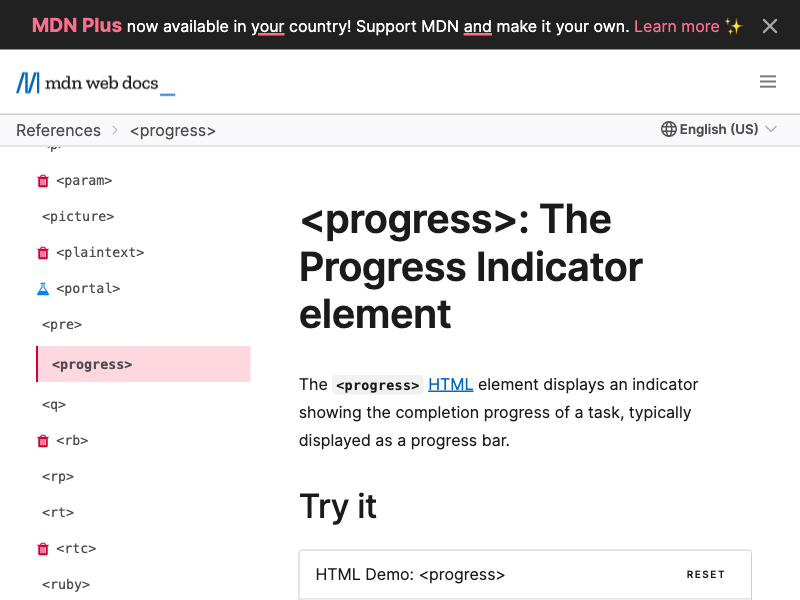 MDN Plus now available in your country! Support MDN and make it your own. Learn more ✨
mdn web docs_
References > <progress>
English (US)
<param>
<picture>
<plaintext>
<portal>
<pre>
<progress>
<q>
<rb>
<rp>
<rt>
<rtc>
<ruby>
<progress>: The
Progress Indicator
element
The <progress> HTML element displays an indicator
showing the completion progress of a task, typically
displayed as a progress bar.
Try it
HTML Demo: <progress>
RESET